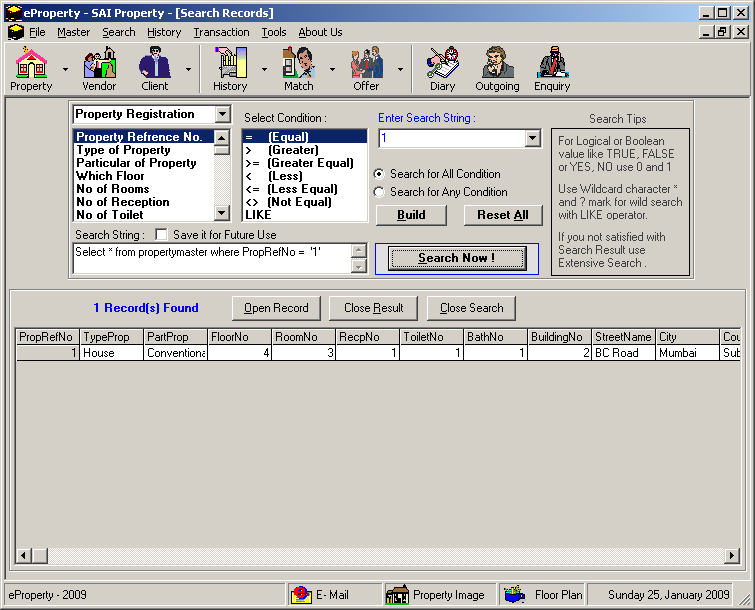 eProperty - SAI Property - [Search Records]
File Master Search History Transaction Tools About Us
Property Vendor Client History Match Offer Diary Outgoing Enquiry
Property Registration
Property Refrence No.
Type of Property
Particular of Property
Which Floor
No of Rooms
No of Reception
No of Toilet
Select Condition :
= (Equal)
> (Greater)
>= (Greater Equal)
< (Less)
<= (Less Equal)
<> (Not Equal)
LIKE
Enter Search String :
1
Search for All Condition
Search for Any Condition
Build Reset All
Search Tips
For Logical or Boolean
value like TRUE, FALSE
or YES, NO use 0 and 1
Use Wildcard character *
and ? mark for wild search
with LIKE operator.
If you not satisfied with
Search Result use
Extensive Search .
Search String : Save it for Future Use
Select * from propertymaster where PropRefNo = '1'
Search Now !
1 Record(s) Found Open Record Close Result Close Search
PropRefNo TypeProp PartProp FloorNo RoomNo RecpNo ToiletNo BathNo BuildingNo StreetName City Cou
1 House Conventiona 4 3 1 1 1 2 BC Road Mumbai Sub
eProperty - 2009 E- Mail Property Image Floor Plan Sunday 25, January 2009